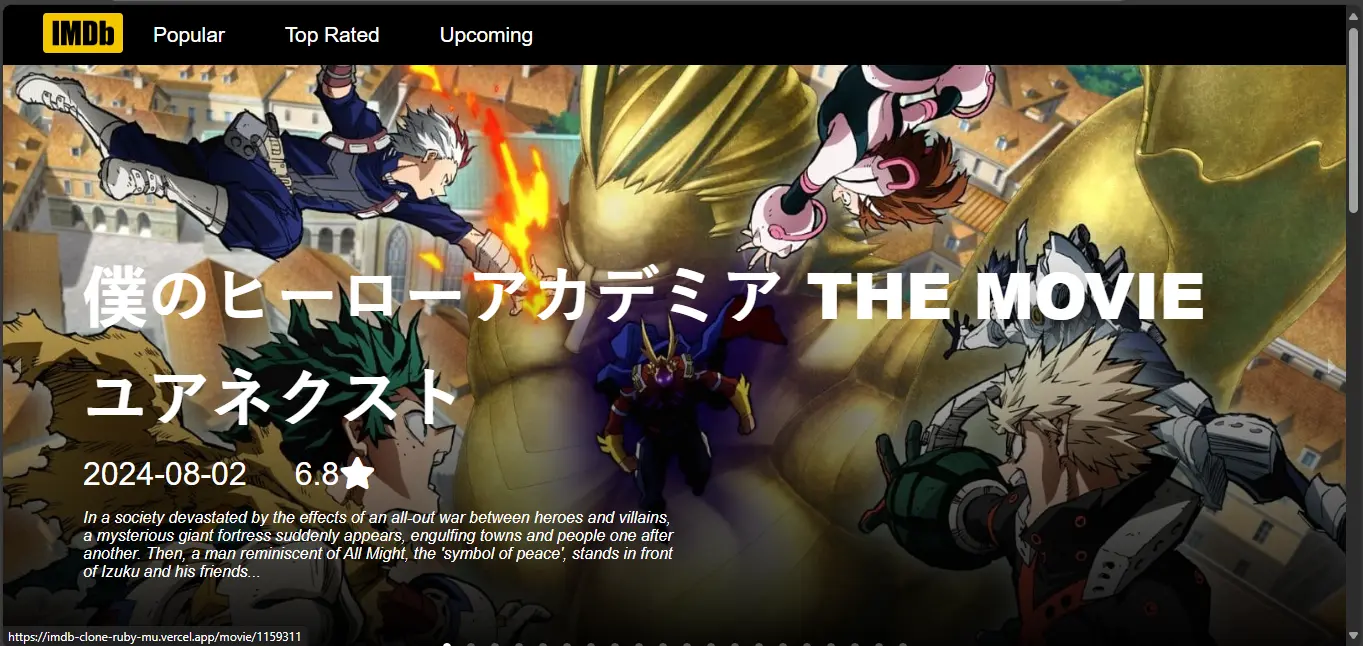 IMDb Popular Top Rated Upcoming
僕のヒーローアカデミア THE MOVIE
ユアネクスト
2024-08-02 6.8
In a society devastated by the effects of an all-out war between heroes and villains,
a mysterious giant fortress suddenly appears, engulfing towns and people one after
another. Then, a man reminiscent of All Might, the 'symbol of peace', stands in front
of Izuku and his friends...
https://imdb-clone-ruby-mu.vercel.app/movie/1159311